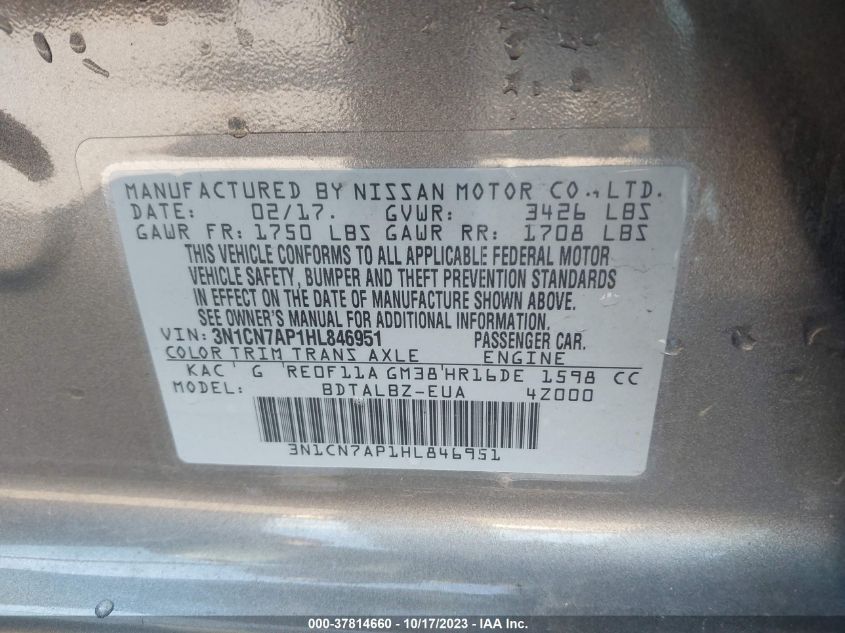 MANUFACTURED BY NISSAN MOTOR CO.,LTD.
DATE: 02/17. GVWR: 3426 LBS
GAWR FR: 1750 LBS GAWR RR: 1708 LBS
THIS VEHICLE CONFORMS TO ALL APPLICABLE FEDERAL MOTOR
VEHICLE SAFETY, BUMPER AND THEFT PREVENTION STANDARDS
IN EFFECT ON THE DATE OF MANUFACTURE SHOWN ABOVE.
SEE OWNER'S MANUAL FOR ADDITIONAL INFORMATION.
VIN: 3N1CN7AP1HL846951 PASSENGER CAR.
COLOR TRIM TRANS AXLE ENGINE
KAC G RE0F11A GM38 HR16DE 1598 CC
MODEL: BDTALBZ-EUA 4Z000
3N1CN7AP1HL846951
000-37814660 - 10/17/2023 - IAA Inc.